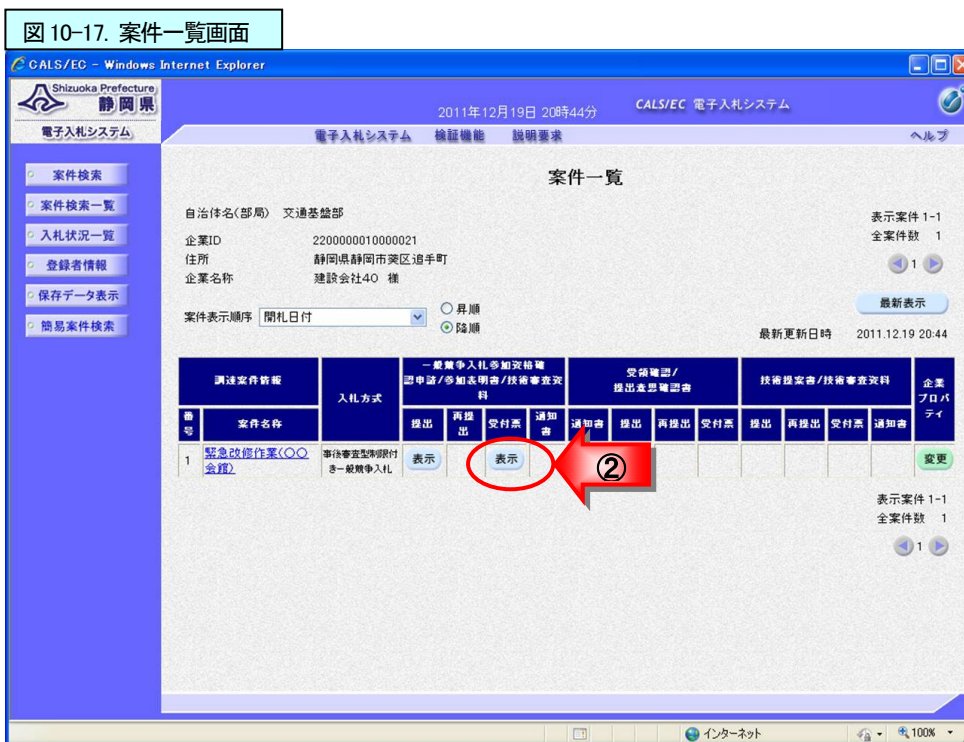 図 10-17. 案件一覧画面
CALS/EC - Windows Internet Explorer
Shizuoka Prefecture
静岡県
2011年12月19日 20時44分
CALS/EC 電子入札システム
電子入札システム
電子入札システム 検証機能 説明要求
ヘルプ
案件検索
案件検索一覧
入札状況一覧
登録者情報
保存データ表示
簡易案件検索
案件一覧
自治体名(部局) 交通基盤部
企業ID 2200000010000021
住所 静岡県静岡市葵区追手町
企業名称 建設会社40 様
表示案件 1-1
全案件数 1
1
案件表示順序 開札日付
昇順
降順
最新表示
最新更新日時 2011.12.19 20:44
調達案件情報
入札方式
一般競争入札参加資格確
認申請/参加表明書/技術審査資
料
受領確認/
提出意思確認書
技術提案書/技術審査資料
企業
プロパ
ティ
番
号
案件名称
提出
再提
出
受付票
通知
書
通知書
提出
再提出
受付票
提出
再提出
受付票
通知書
1
緊急改修作業(〇〇
会館)
事後審査型制限付
き一般競争入札
表示
表示
②
変更
表示案件 1-1
全案件数 1
1
インターネット
100%